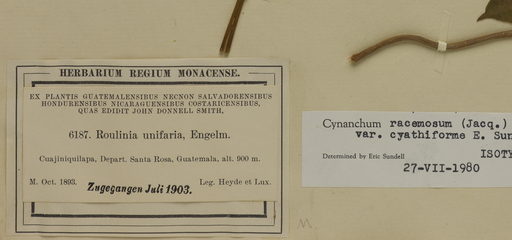 HERBARIUM REGIUM MONACENSE.
EX PLANTIS GUATEMALENSIBUS NECNON SALVADORENSIBUS
HONDURENSIBUS NICARAGUENSIBUS COSTARICENSIBUS,
QUAS EDIDIT JOHN DONNELL SMITH.
6187. Roulinia unifaria, Engelm.
Cuajiniquilapa, Depart. Santa Rosa, Guatemala, alt. 900 m.
M. Oct. 1893. Leg. Heyde et Lux.
Zugegangen Juli 1903.
Cynanchum racemosum (Jacq.)
var. cyathiforme E. Sun
Determined by Eric Sundell ISOTY
27-VII-1980